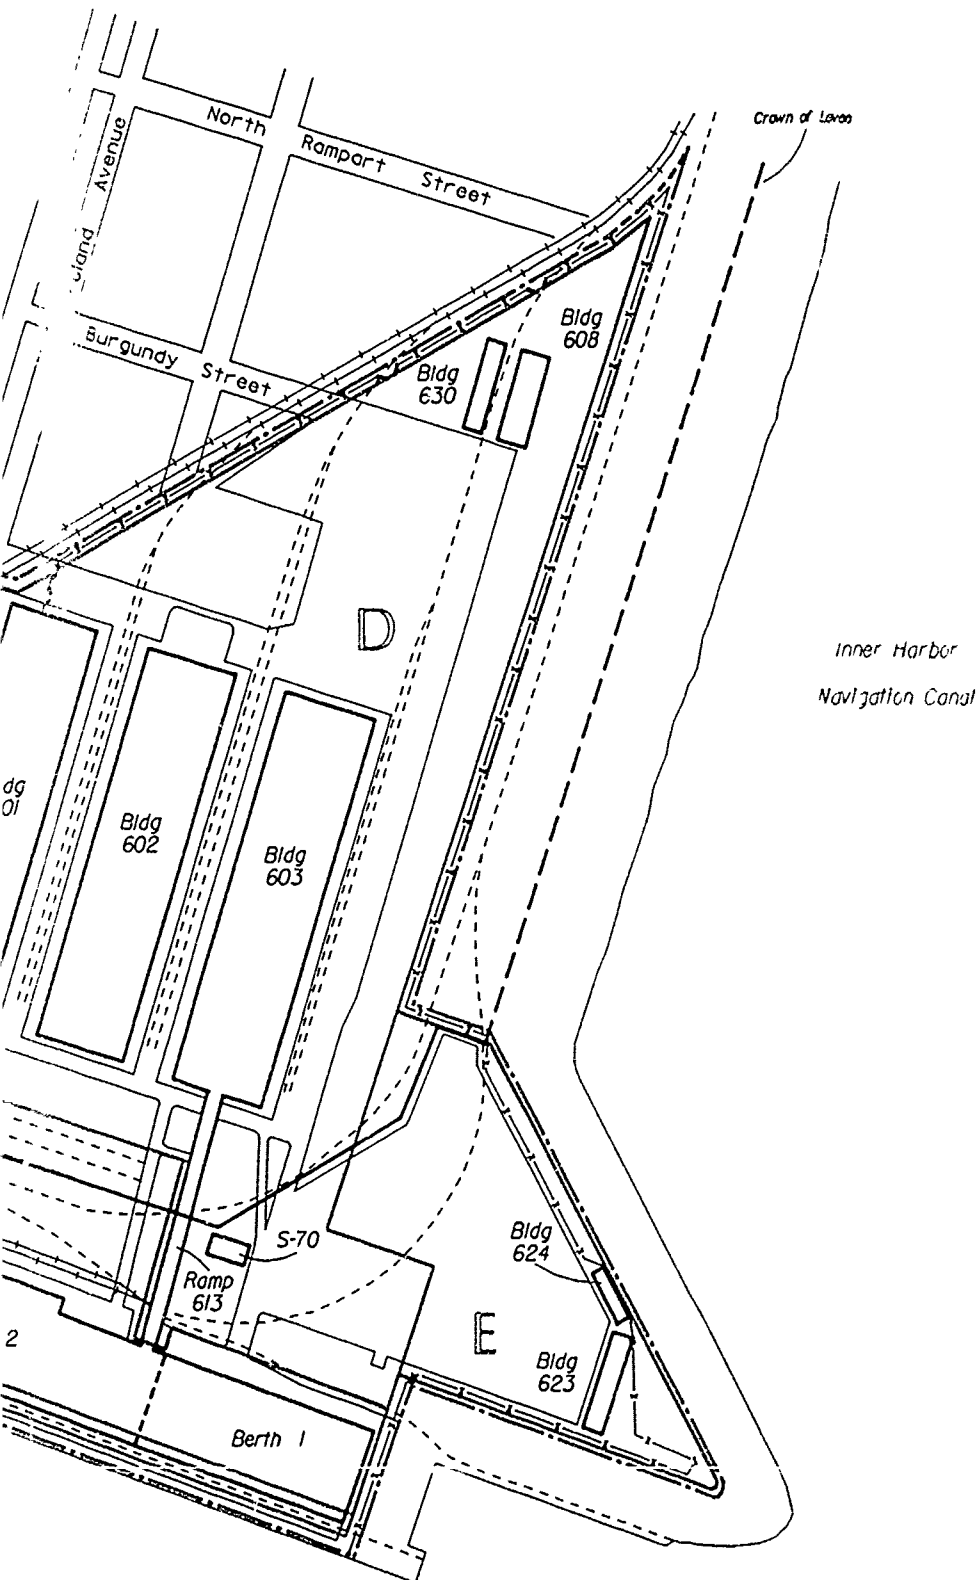 Crown of Levee
North Rampart Street
Avenue
Burgundy Street
Bldg
608
Bldg
630
D
Inner Harbor
Navigation Canal
Bldg
602
Bldg
603
S-70
Ramp
613
Bldg
624
E
Bldg
623
2
Berth 1